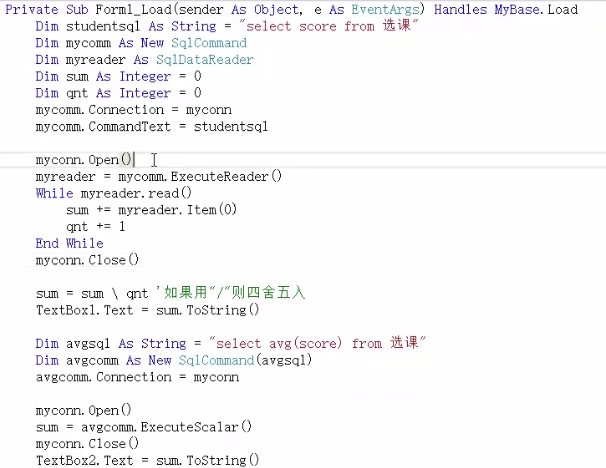 Private Sub Form1_Load(sender As Object, e As EventArgs) Handles MyBase.Load
Dim studentsql As String = "select score from 选课"
Dim mycomm As New SqlCommand
Dim myreader As SqlDataReader
Dim sum As Integer = 0
Dim qnt As Integer = 0
mycomm.Connection = myconn
mycomm.CommandText = studentsql
myconn.Open()
myreader = mycomm.ExecuteReader()
While myreader.read()
sum += myreader.Item(0)
qnt += 1
End While
myconn.Close()
sum = sum \ qnt '如果用"/"则四舍五入
TextBox1.Text = sum.ToString()
Dim avgsql As String = "select avg(score) from 选课"
Dim avgcomm As New SqlCommand(avgsql)
avgcomm.Connection = myconn
myconn.Open()
sum = avgcomm.ExecuteScalar()
myconn.Close()
TextBox2.Text = sum.ToString()